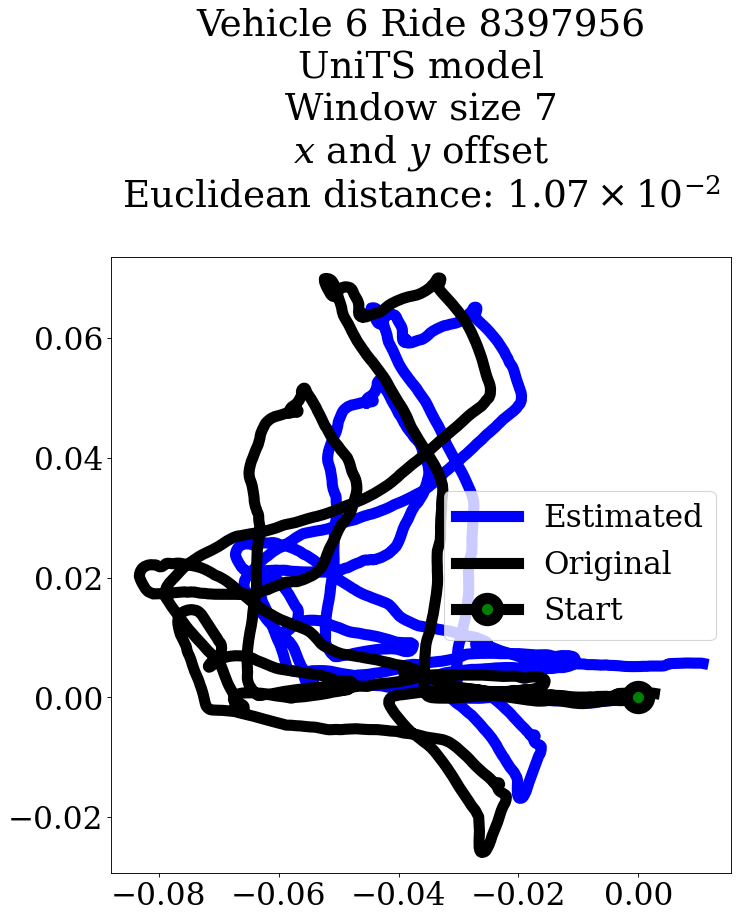 Vehicle 6 Ride 8397956
UniTS model
Window size 7
x and y offset
Euclidean distance: 1.07 × 10⁻²
0.06
0.04
0.02
0.00
−0.02
Estimated
Original
Start
−0.08 −0.06 −0.04 −0.02 0.00